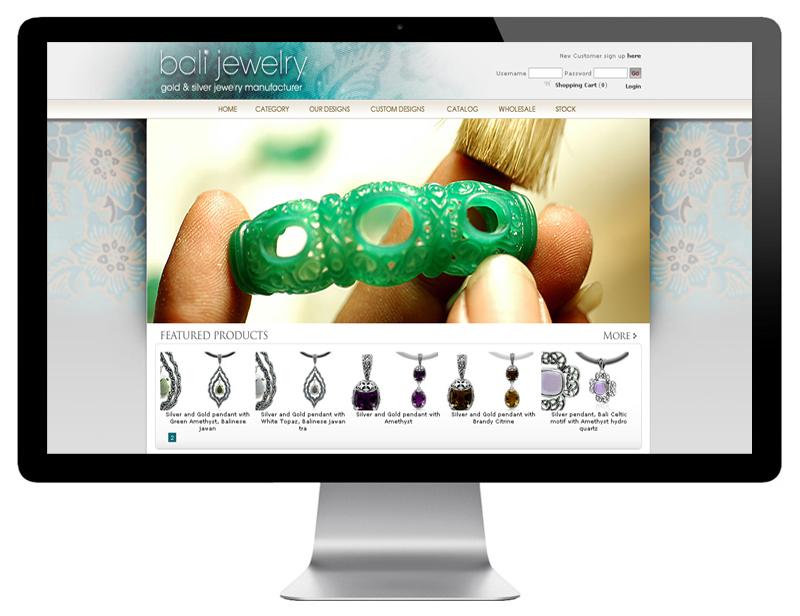 bali jewelry
gold & silver jewelry manufacturer
New Customer sign up here
Username Password Go
Shopping Cart (0) Login
HOME CATEGORY OUR DESIGNS CUSTOM DESIGNS CATALOG WHOLESALE STOCK
FEATURED PRODUCTS More
Silver and Gold pendant with
Green Amethyst, Balinese
jawan
Silver and Gold pendant with
White Topaz, Balinese jawan
tra
Silver and Gold pendant with
Amethyst
Silver and Gold pendant with
Brandy Citrine
Silver pendant, Bali Celtic
motif with Amethyst hydro
quartz
2